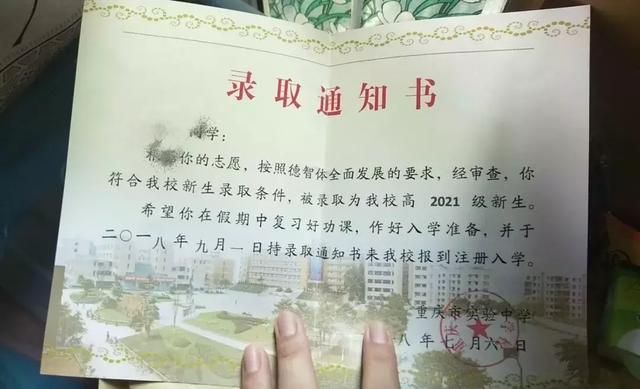 录取通知书
同学：
你的志愿，按照德智体全面发展的要求，经审查，你
符合我校新生录取条件，被录取为我校高 2021 级新生。
希望你在假期中复习好功课，作好入学准备，并于
二〇一八年九月一日持录取通知书来我校报到注册入学。
重庆市实验中学
八年七月六日